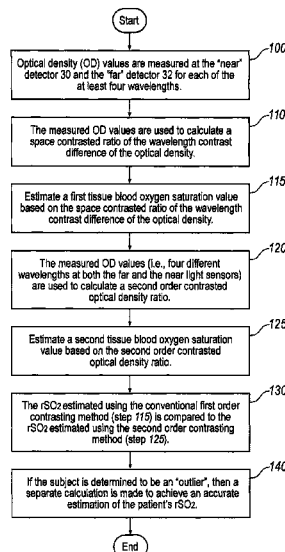 Start
100
Optical density (OD) values are measured at the "near"
detector 30 and the "far" detector 32 for each of the
at least four wavelengths.
110
The measured OD values are used to calculate a
space contrasted ratio of the wavelength contrast
difference of the optical density.
115
Estimate a first tissue blood oxygen saturation value
based on the space contrasted ratio of the wavelength
contrast difference of the optical density.
120
The measured OD values (i.e., four different
wavelengths at both the far and the near light sensors)
are used to calculate a second order contrasted
optical density ratio.
125
Estimate a second tissue blood oxygen saturation
value based on the second order contrasted
optical density ratio.
130
The rSO2 estimated using the conventional first order
contrasting method (step 115) is compared to the
rSO2 estimated using the second order contrasting
method (step 125).
140
If the subject is determined to be an "outlier", then a
separate calculation is made to achieve an accurate
estimation of the patient's rSO2.
End